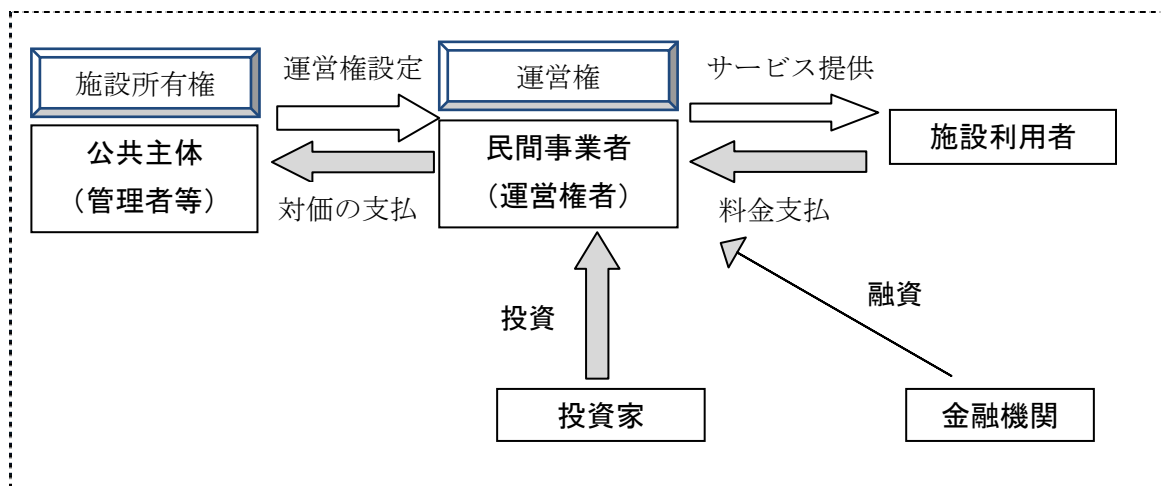 施設所有権
運営権設定
運営権
サービス提供
公共主体
（管理者等）
民間事業者
（運営権者）
施設利用者
対価の支払
料金支払
投資
融資
投資家
金融機関